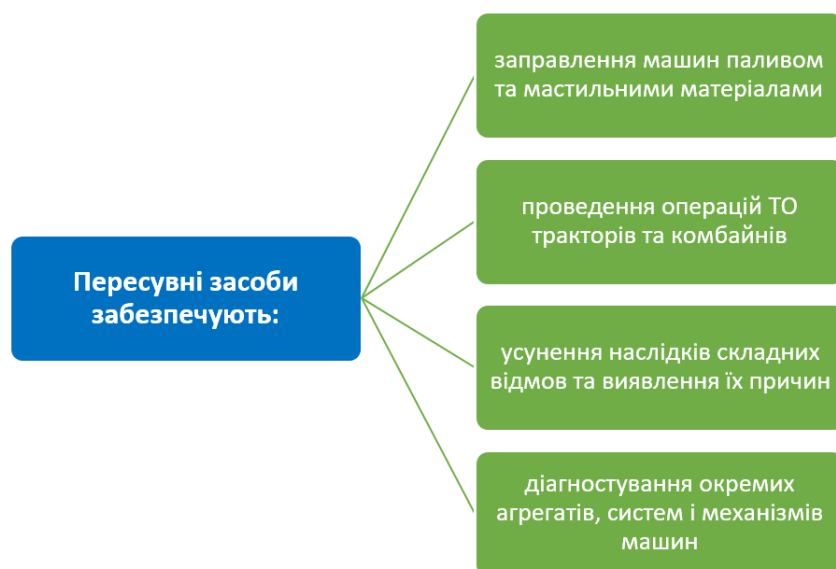 Пересувні засоби
забезпечують:
заправлення машин паливом
та мастильними матеріалами
проведення операцій ТО
тракторів та комбайнів
усунення наслідків складних
відмов та виявлення їх причин
діагностування окремих
агрегатів, систем і механізмів
машин